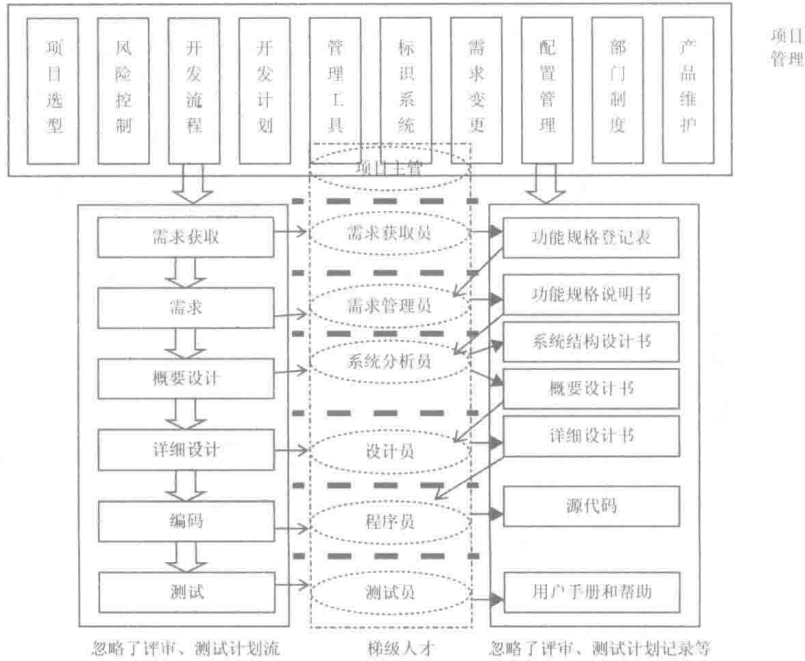 项目选型
风险控制
开发流程
开发计划
管理工具
标识系统
需求变更
配置管理
部门制度
产品维护
项目
管理
项目主管
需求获取
需求获取员
功能规格登记表
需求
需求管理员
功能规格说明书
系统结构设计书
概要设计
系统分析员
概要设计书
详细设计
设计员
详细设计书
编码
程序员
源代码
测试
测试员
用户手册和帮助
忽略了评审、测试计划流
梯级人才
忽略了评审、测试计划记录等